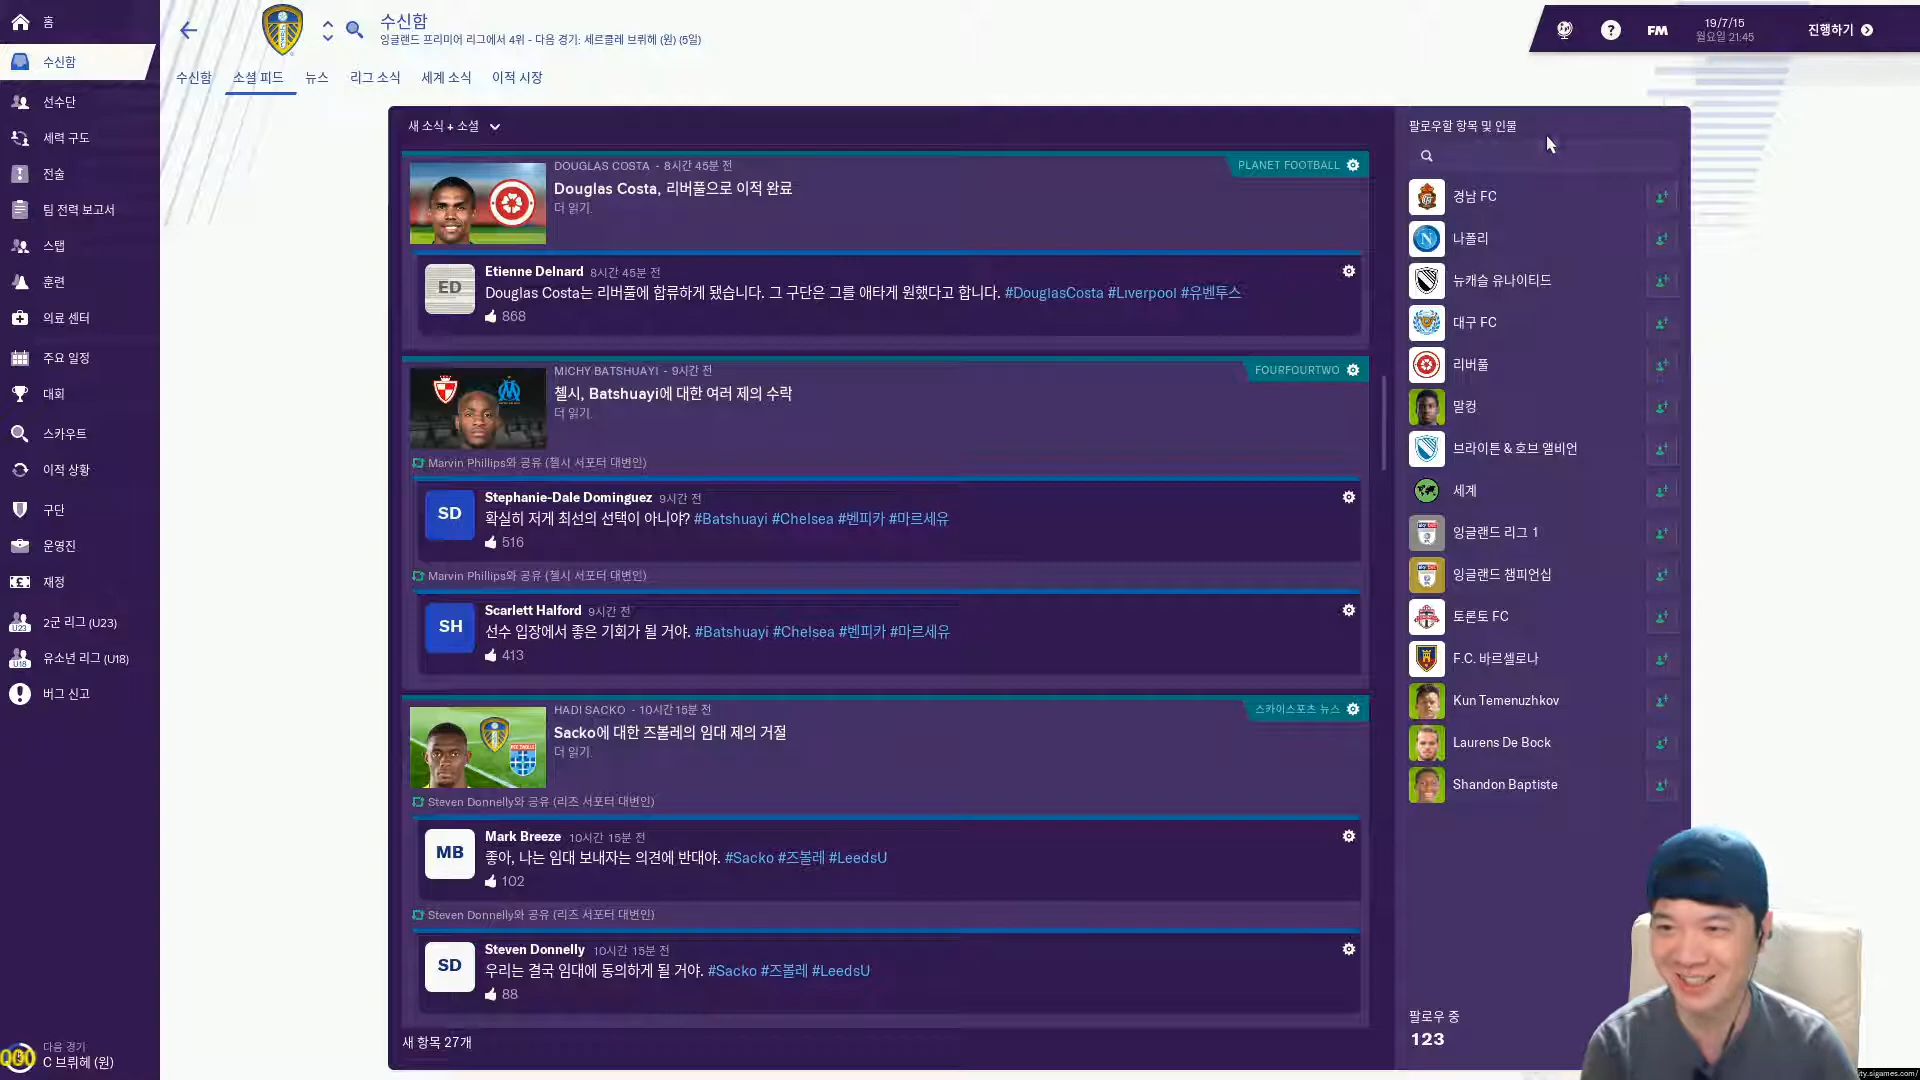 홈
수신함
선수단
세력 구도
전술
팀 전력 보고서
스탭
훈련
의료 센터
주요 일정
대회
스카우트
이적 상황
구단
운영진
재정
U23
2군 리그 (U23)
U18
유소년 리그 (U18)
버그 신고
다음 경기
C 브뤼헤 (원)
수신함
잉글랜드 프리미어 리그에서 4위 - 다음 경기: 세르클레 브뤼헤 (원) (5일)
FM
19/7/15
월요일 21:45
진행하기
수신함
소셜 피드
뉴스
리그 소식
세계 소식
이적 시장
새 소식 + 소셜
DOUGLAS COSTA - 8시간 45분 전
PLANET FOOTBALL
Douglas Costa, 리버풀으로 이적 완료
더 읽기.
ED
Etienne Delnard 8시간 45분 전
Douglas Costa는 리버풀에 합류하게 됐습니다. 그 구단은 그를 애타게 원했다고 합니다. #DouglasCosta #Liverpool #유벤투스
868
MICHY BATSHUAYI - 9시간 전
FOURFOURTWO
첼시, Batshuayi에 대한 여러 제의 수락
더 읽기.
Marvin Phillips와 공유 (첼시 서포터 대변인)
SD
Stephanie-Dale Dominguez 9시간 전
확실히 저게 최선의 선택이 아니야? #Batshuayi #Chelsea #벤피카 #마르세유
516
Marvin Phillips와 공유 (첼시 서포터 대변인)
SH
Scarlett Halford 9시간 전
선수 입장에서 좋은 기회가 될 거야. #Batshuayi #Chelsea #벤피카 #마르세유
413
HADI SACKO - 10시간 15분 전
스카이스포츠 뉴스
Sacko에 대한 즈볼레의 임대 제의 거절
더 읽기.
Steven Donnelly와 공유 (리즈 서포터 대변인)
MB
Mark Breeze 10시간 15분 전
좋아, 나는 임대 보내자는 의견에 반대야. #Sacko #즈볼레 #LeedsU
102
Steven Donnelly와 공유 (리즈 서포터 대변인)
SD
Steven Donnelly 10시간 15분 전
우리는 결국 임대에 동의하게 될 거야. #Sacko #즈볼레 #LeedsU
88
새 항목 27개
팔로우할 항목 및 인물
경남 FC
나폴리
뉴캐슬 유나이티드
대구 FC
리버풀
말컹
브라이튼 & 호브 앨비언
세계
잉글랜드 리그 1
잉글랜드 챔피언십
토론토 FC
F.C. 바르셀로나
Kun Temenuzhkov
Laurens De Bock
Shandon Baptiste
팔로우 중
123
ty.sigames.com/